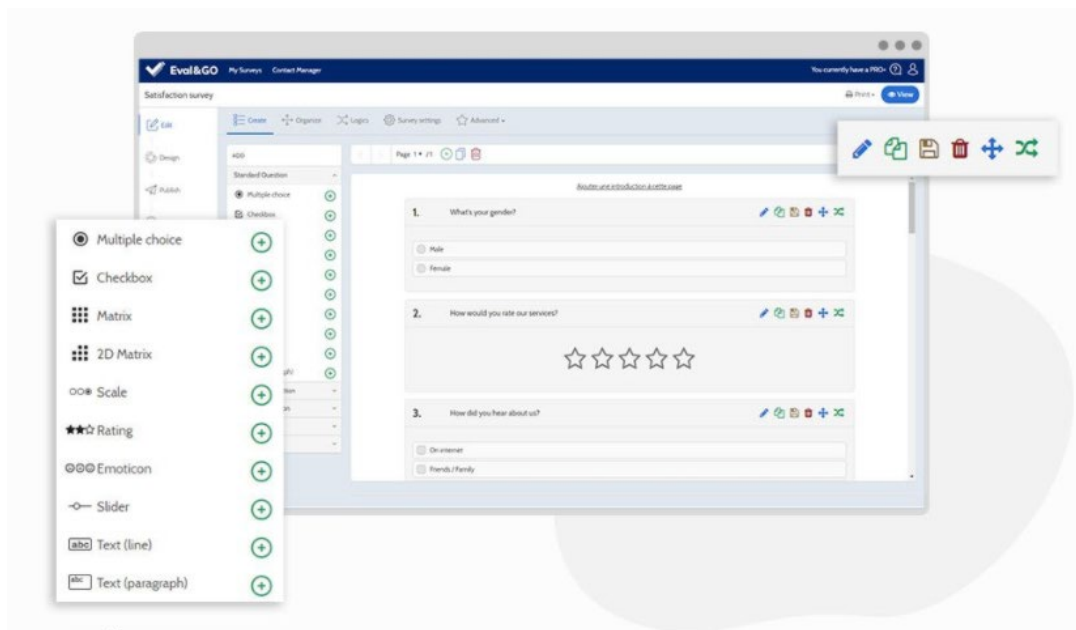 Eval&GO My Surveys Contact Manager You currently have a PRO+
Satisfaction survey Print View
Edit Create Organize Logics Survey settings Advanced
Design ADD Page 1 /1
Standard Question
Publish Multiple choice
Checkbox
Ajouter une introduction à cette page
1. What's your gender?
Male
Female
2. How would you rate our services?
3. How did you hear about us?
On internet
Friends / Family
Multiple choice
Checkbox
Matrix
2D Matrix
Scale
Rating
Emoticon
Slider
abc Text (line)
abc Text (paragraph)